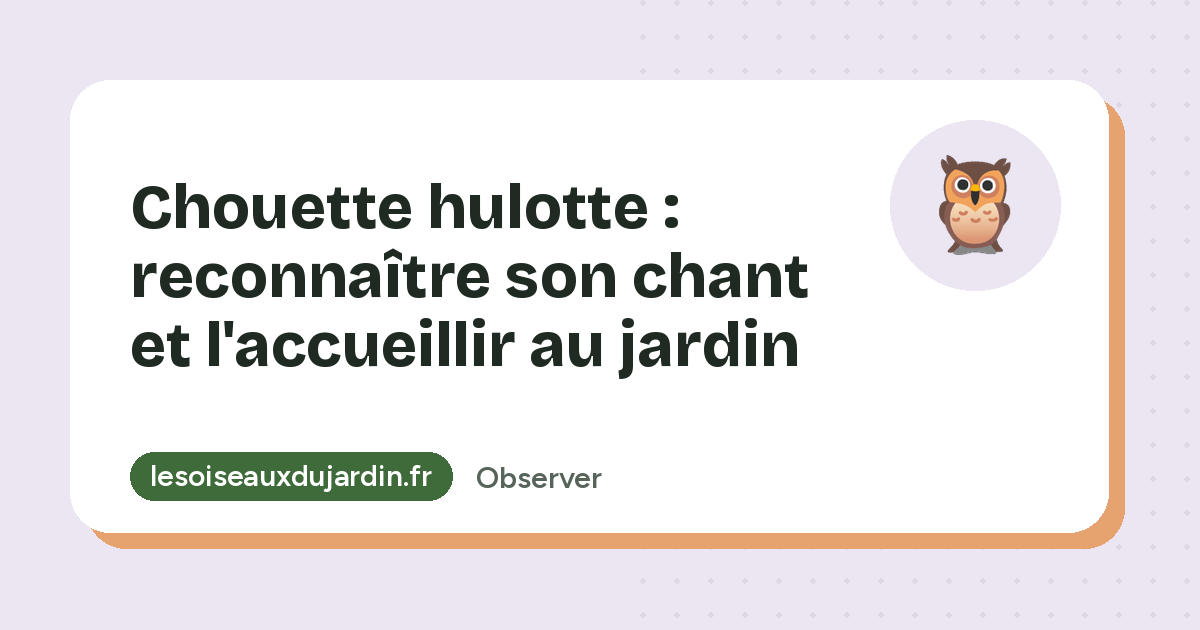 Chouette hulotte :
reconnaître son chant
et l'accueillir au jardin
lesoiseauxdujardin.fr
Observer